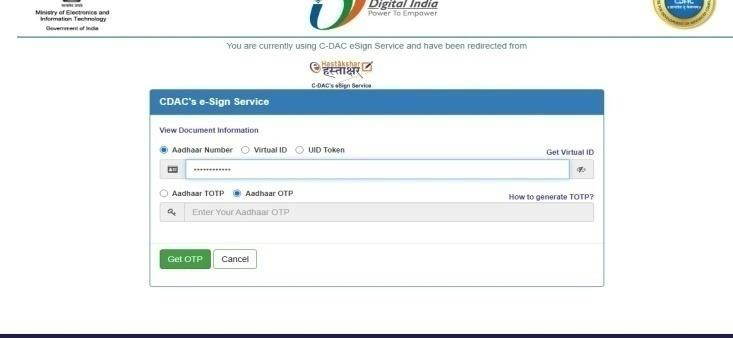 Ministry of Electronics and
Information Technology
Government of India
Digital India
Power To Empower
CDAC
You are currently using C-DAC eSign Service and have been redirected from
Hastākshar
हस्ताक्षर
C-DAC's eSign Service
CDAC's e-Sign Service
View Document Information
Aadhaar Number Virtual ID UID Token
Get Virtual ID
••••••••••••
Aadhaar TOTP Aadhaar OTP
How to generate TOTP?
Enter Your Aadhaar OTP
Get OTP Cancel